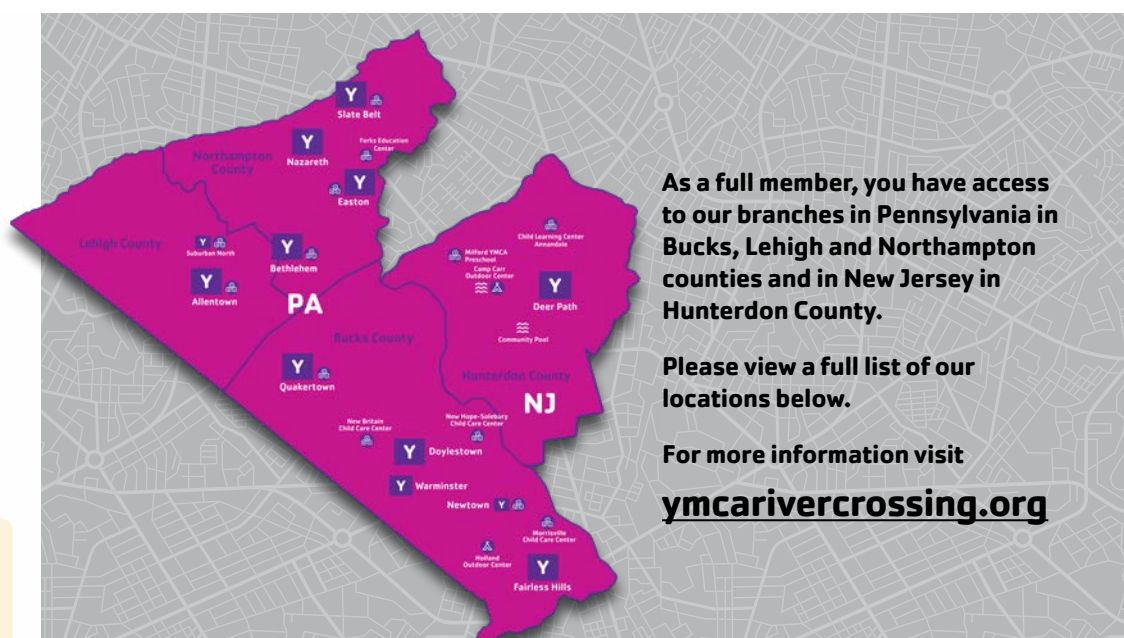 Y
Slate Belt
Y
Nazareth
Forks Education
Center
Northampton
County
Y
Easton
Lehigh County
Y
Suburban North
Y
Bethlehem
Y
Allentown
PA
Child Learning Center
Annandale
Milford YMCA
Preschool
Camp Carr
Outdoor Center
Y
Deer Path
Community Pool
Bucks County
Hunterdon County
NJ
Y
Quakertown
New Britain
Child Care Center
New Hope-Solebury
Child Care Center
Y
Doylestown
Y
Warminster
Newtown Y
Morrisville
Child Care Center
Holland
Outdoor Center
Y
Fairless Hills
As a full member, you have access
to our branches in Pennsylvania in
Bucks, Lehigh and Northampton
counties and in New Jersey in
Hunterdon County.
Please view a full list of our
locations below.
For more information visit
ymcarivercrossing.org